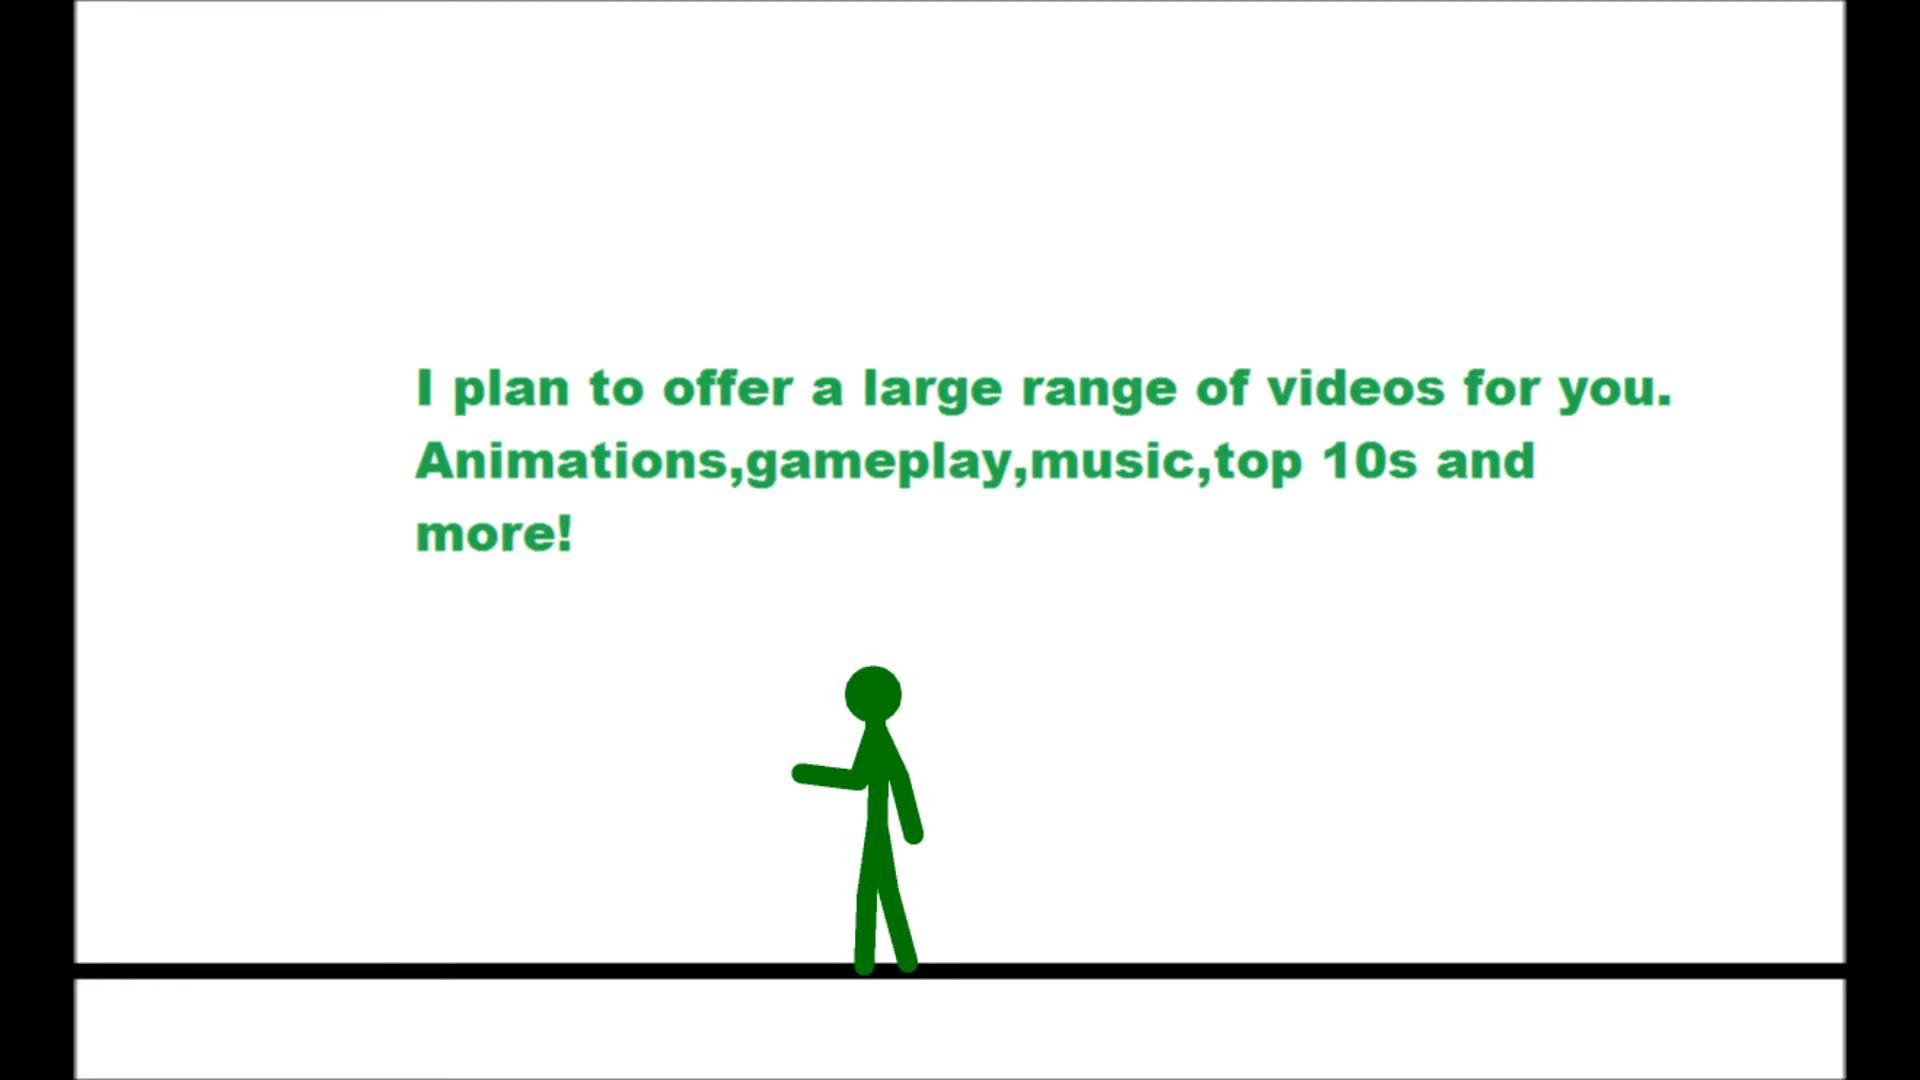 I plan to offer a large range of videos for you.
Animations,gameplay,music,top 10s and
more!